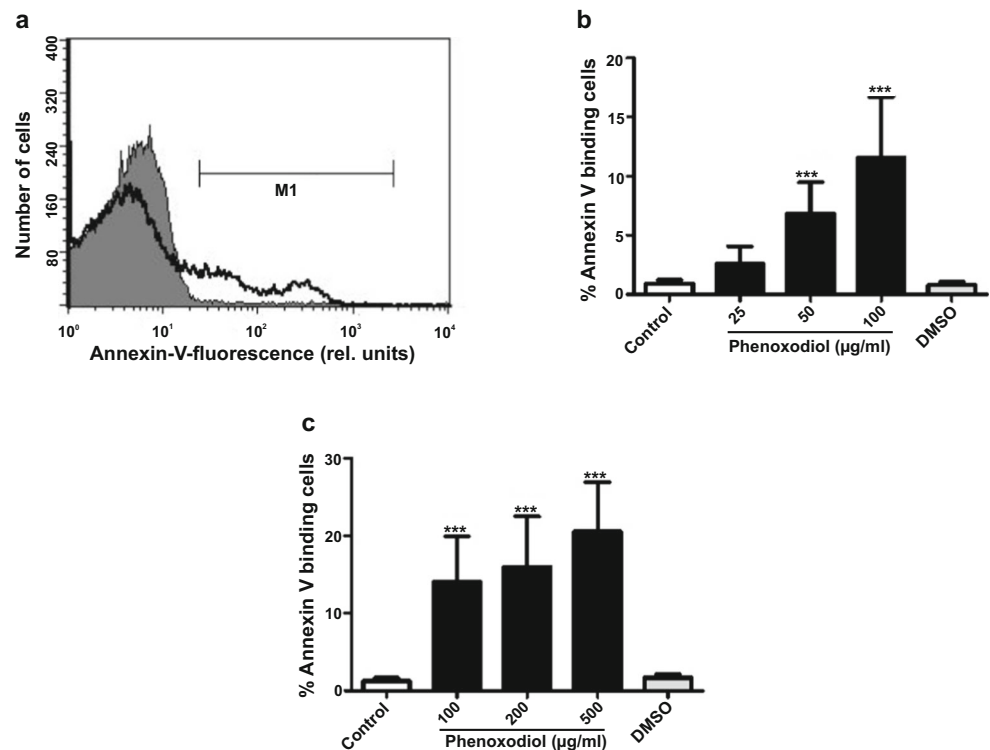 a
400
320
240
160
80
Number of cells
M1
10⁰ 10¹ 10² 10³ 10⁴
Annexin-V-fluorescence (rel. units)
b
% Annexin V binding cells
20
15
10
5
0
***
***
Control 25 50 100 DMSO
Phenoxodiol (µg/ml)
c
% Annexin V binding cells
30
20
10
0
***
***
***
Control 100 200 500 DMSO
Phenoxodiol (µg/ml)